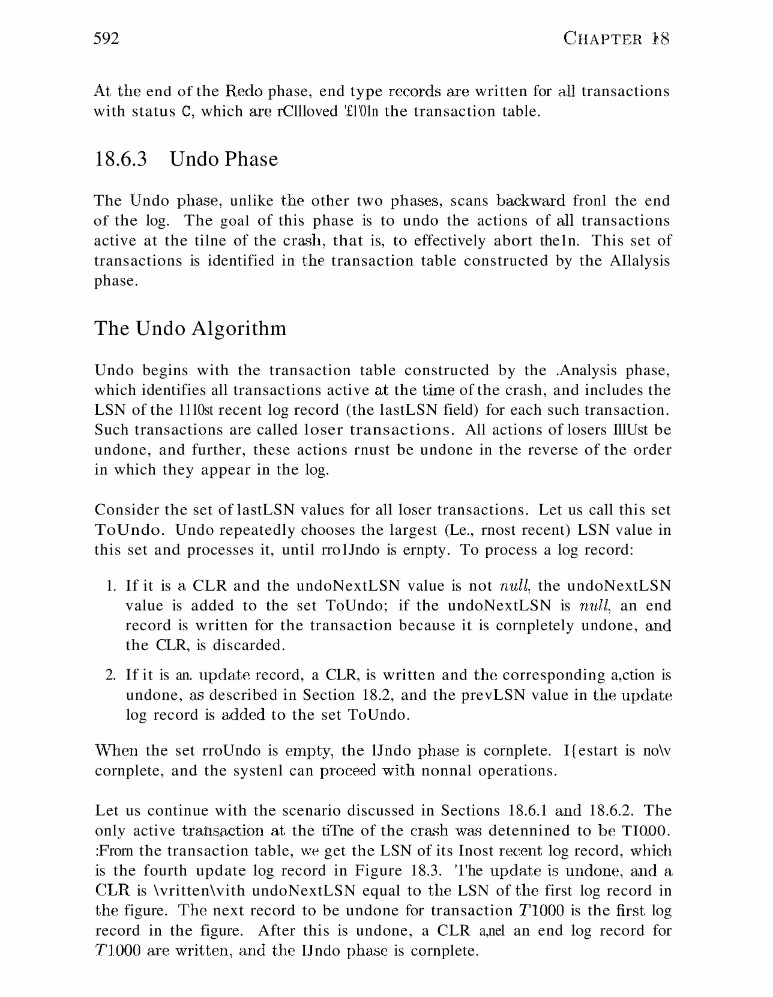 592 CHAPTER 18
At the end of the Redo phase, end type records are written for all transactions
with status C, which are rCIlloved '£l'Oln the transaction table.
18.6.3 Undo Phase
The Undo phase, unlike the other two phases, scans backward fronl the end
of the log. The goal of this phase is to undo the actions of all transactions
active at the tilne of the crash, that is, to effectively abort theln. This set of
transactions is identified in the transaction table constructed by the AIlalysis
phase.
The Undo Algorithm
Undo begins with the transaction table constructed by the .Analysis phase,
which identifies all transactions active at the time of the crash, and includes the
LSN of the 1110st recent log record (the lastLSN field) for each such transaction.
Such transactions are called loser transactions. All actions of losers IIlUst be
undone, and further, these actions rnust be undone in the reverse of the order
in which they appear in the log.
Consider the set of lastLSN values for all loser transactions. Let us call this set
ToUndo. Undo repeatedly chooses the largest (Le., rnost recent) LSN value in
this set and processes it, until rro1Jndo is ernpty. To process a log record:
1. If it is a CLR and the undoNextLSN value is not null, the undoNextLSN
value is added to the set ToUndo; if the undoNextLSN is null, an end
record is written for the transaction because it is cornpletely undone, and
the CLR, is discarded.
2. If it is an. update record, a CLR, is written and the corresponding a,ction is
undone, as described in Section 18.2, and the prevLSN value in the update
log record is added to the set ToUndo.
When the set rroUndo is empty, the lJndo phase is cornplete. I{estart is no\v
cornplete, and the systenl can proceed with nonnal operations.
Let us continue with the scenario discussed in Sections 18.6.1 and 18.6.2. The
only active transaction at the tiTne of the crash was detennined to be TI000.
:From the transaction table, we get the LSN of its Inost recent log record, which
is the fourth update log record in Figure 18.3. 'I'he update is undone, and a
CLR is \vritten\vith undoNextLSN equal to the LSN of the first log record in
the figure. The next record to be undone for transaction T1000 is the first log
record in the figure. After this is undone, a CLR a,nel an end log record for
T1000 are written, and the lJndo phase is cornplete.